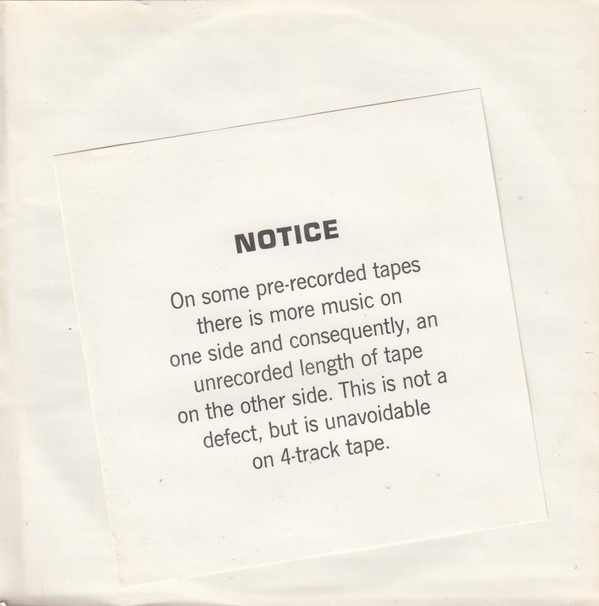 NOTICE
On some pre-recorded tapes
there is more music on
one side and consequently, an
unrecorded length of tape
on the other side. This is not a
defect, but is unavoidable
on 4-track tape.